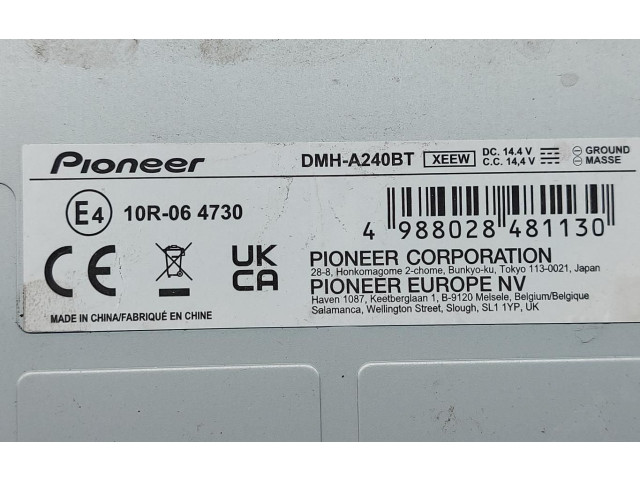 Pioneer
DMH-A240BT XEEW DC. 14.4 V GROUND
C.C. 14,4 V MASSE
E4 10R-06 4730
4 988028 481130
CE UK
CA
PIONEER CORPORATION
28-8, Honkomagome 2-chome, Bunkyo-ku, Tokyo 113-0021, Japan
PIONEER EUROPE NV
Haven 1087, Keetberglaan 1, B-9120 Melsele, Belgium/Belgique
Salamanca, Wellington Street, Slough, SL1 1YP, UK
MADE IN CHINA/FABRIQUÉ EN CHINE